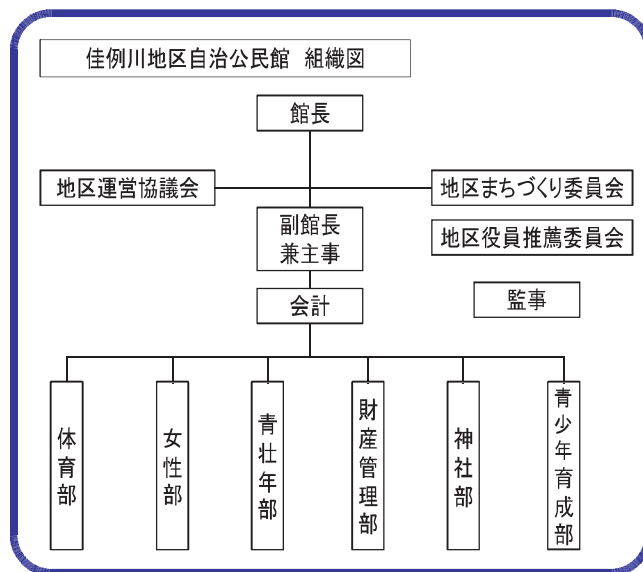 佳例川地区自治公民館 組織図
館長
地区運営協議会
地区まちづくり委員会
副館長
兼主事
地区役員推薦委員会
会計
監事
体育部
女性部
青壮年部
財産管理部
神社部
青少年育成部